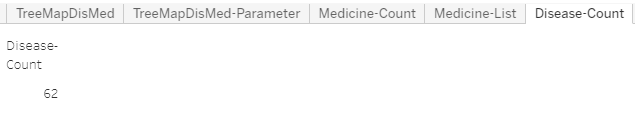 TreeMapDisMed TreeMapDisMed-Parameter Medicine-Count Medicine-List Disease-Count
Disease-
Count
62